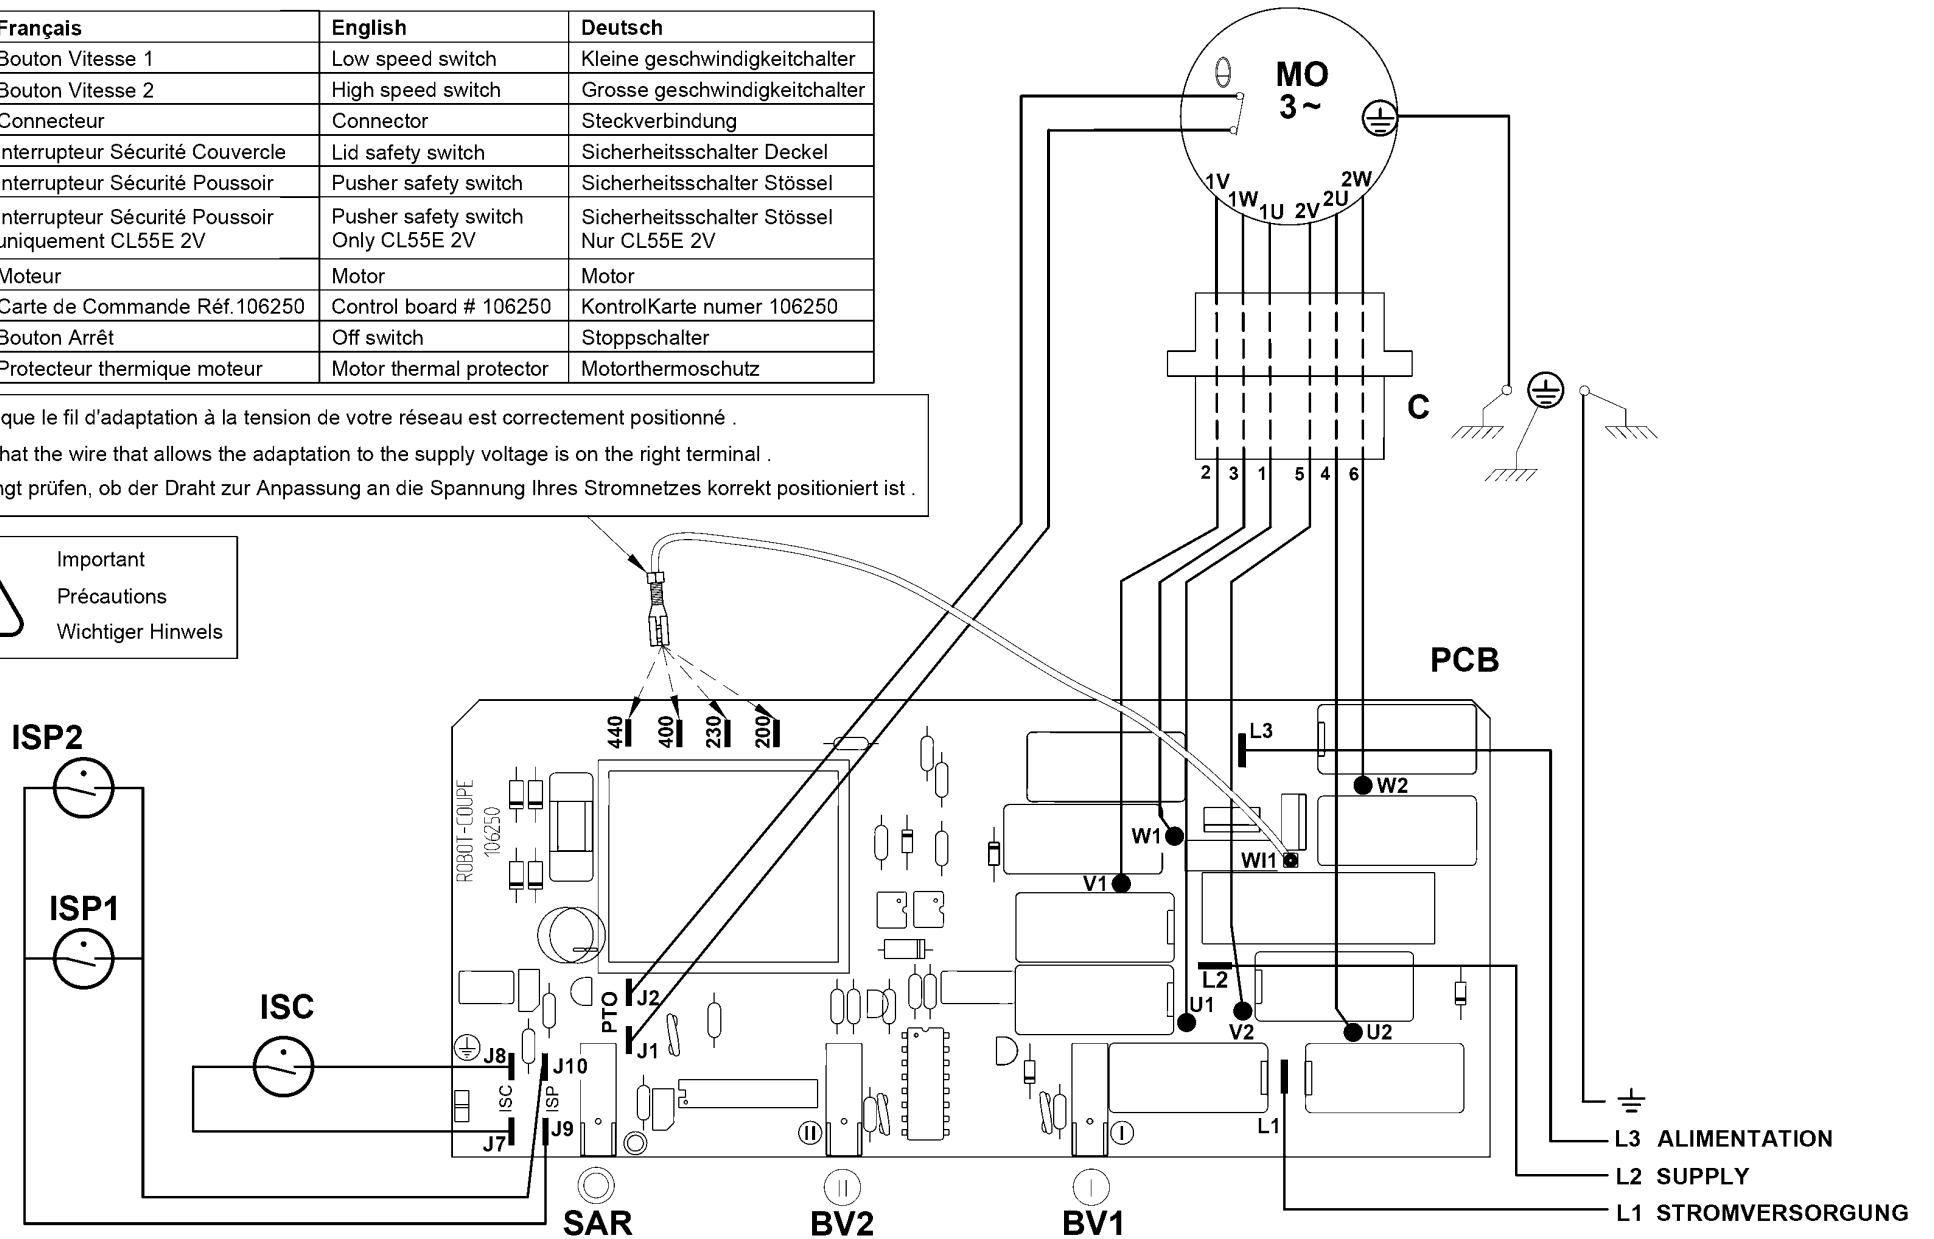 Français English Deutsch
Bouton Vitesse 1 Low speed switch Kleine geschwindigkeitchalter
Bouton Vitesse 2 High speed switch Grosse geschwindigkeitchalter
Connecteur Connector Steckverbindung
nterrupteur Sécurité Couvercle Lid safety switch Sicherheitsschalter Deckel
nterrupteur Sécurité Poussoir Pusher safety switch Sicherheitsschalter Stössel
nterrupteur Sécurité Poussoir Pusher safety switch Sicherheitsschalter Stössel
uniquement CL55E 2V Only CL55E 2V Nur CL55E 2V
Moteur Motor Motor
Carte de Commande Réf.106250 Control board # 106250 KontrolKarte numer 106250
Bouton Arrêt Off switch Stoppschalter
Protecteur thermique moteur Motor thermal protector Motorthermoschutz
que le fil d'adaptation à la tension de votre réseau est correctement positionné .
hat the wire that allows the adaptation to the supply voltage is on the right terminal .
ngt prüfen, ob der Draht zur Anpassung an die Spannung Ihres Stromnetzes korrekt positioniert ist .
Important
Précautions
Wichtiger Hinwels
MO
3 ~
1V 1W 1U 2V 2U 2W
C
2 3 1 5 4 6
PCB
440 400 230 200
L3
ISP2
W2
ROBOT-COUPE
106250
W1
WI1
V1
ISP1
L2
ISC
PTO
J2
U1
V2
U2
J1
J8
J10
ISC
ISP
J7
J9
II
I
L1
L3 ALIMENTATION
L2 SUPPLY
L1 STROMVERSORGUNG
II
I
SAR
BV2
BV1